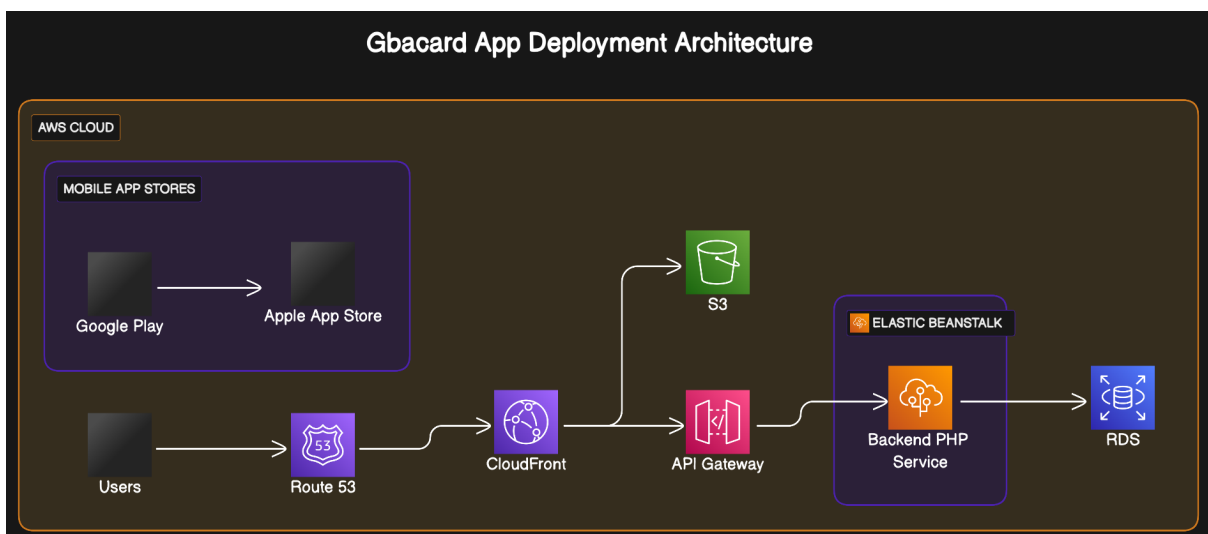 Gbacard App Deployment Architecture
AWS CLOUD
MOBILE APP STORES
Google Play
Apple App Store
S3
ELASTIC BEANSTALK
Users
53
Route 53
CloudFront
API Gateway
Backend PHP
Service
RDS